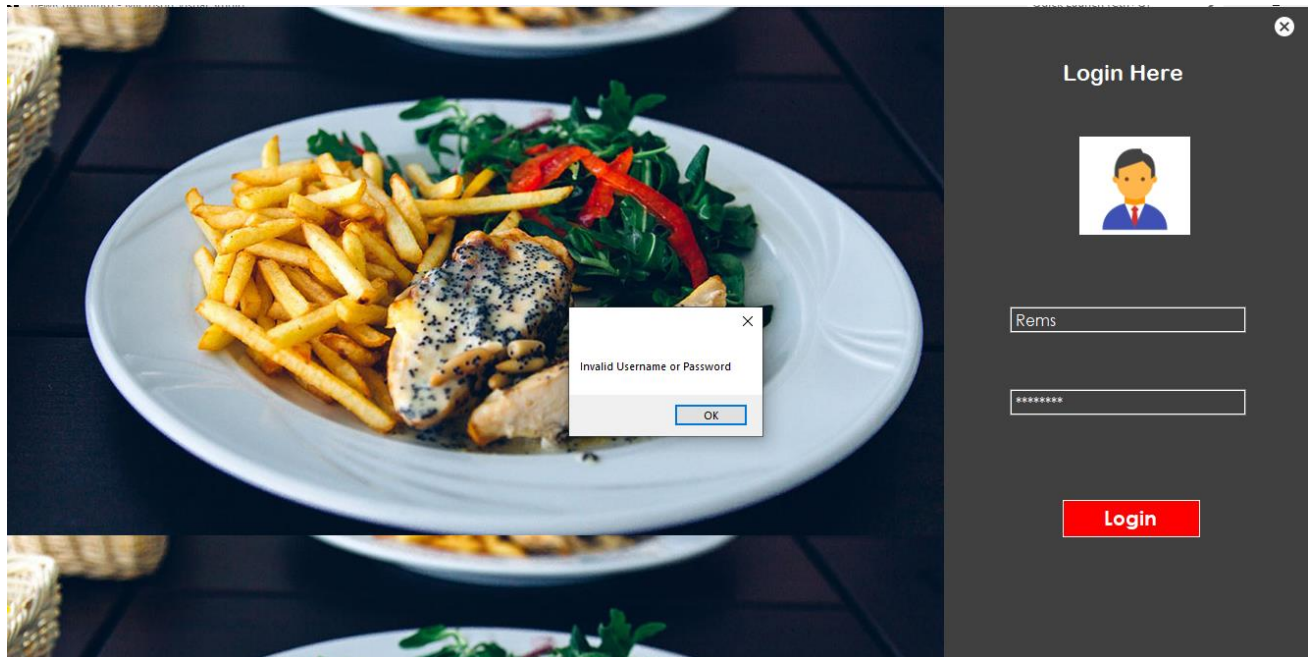 Login Here
Rems
********
Invalid Username or Password
OK
Login